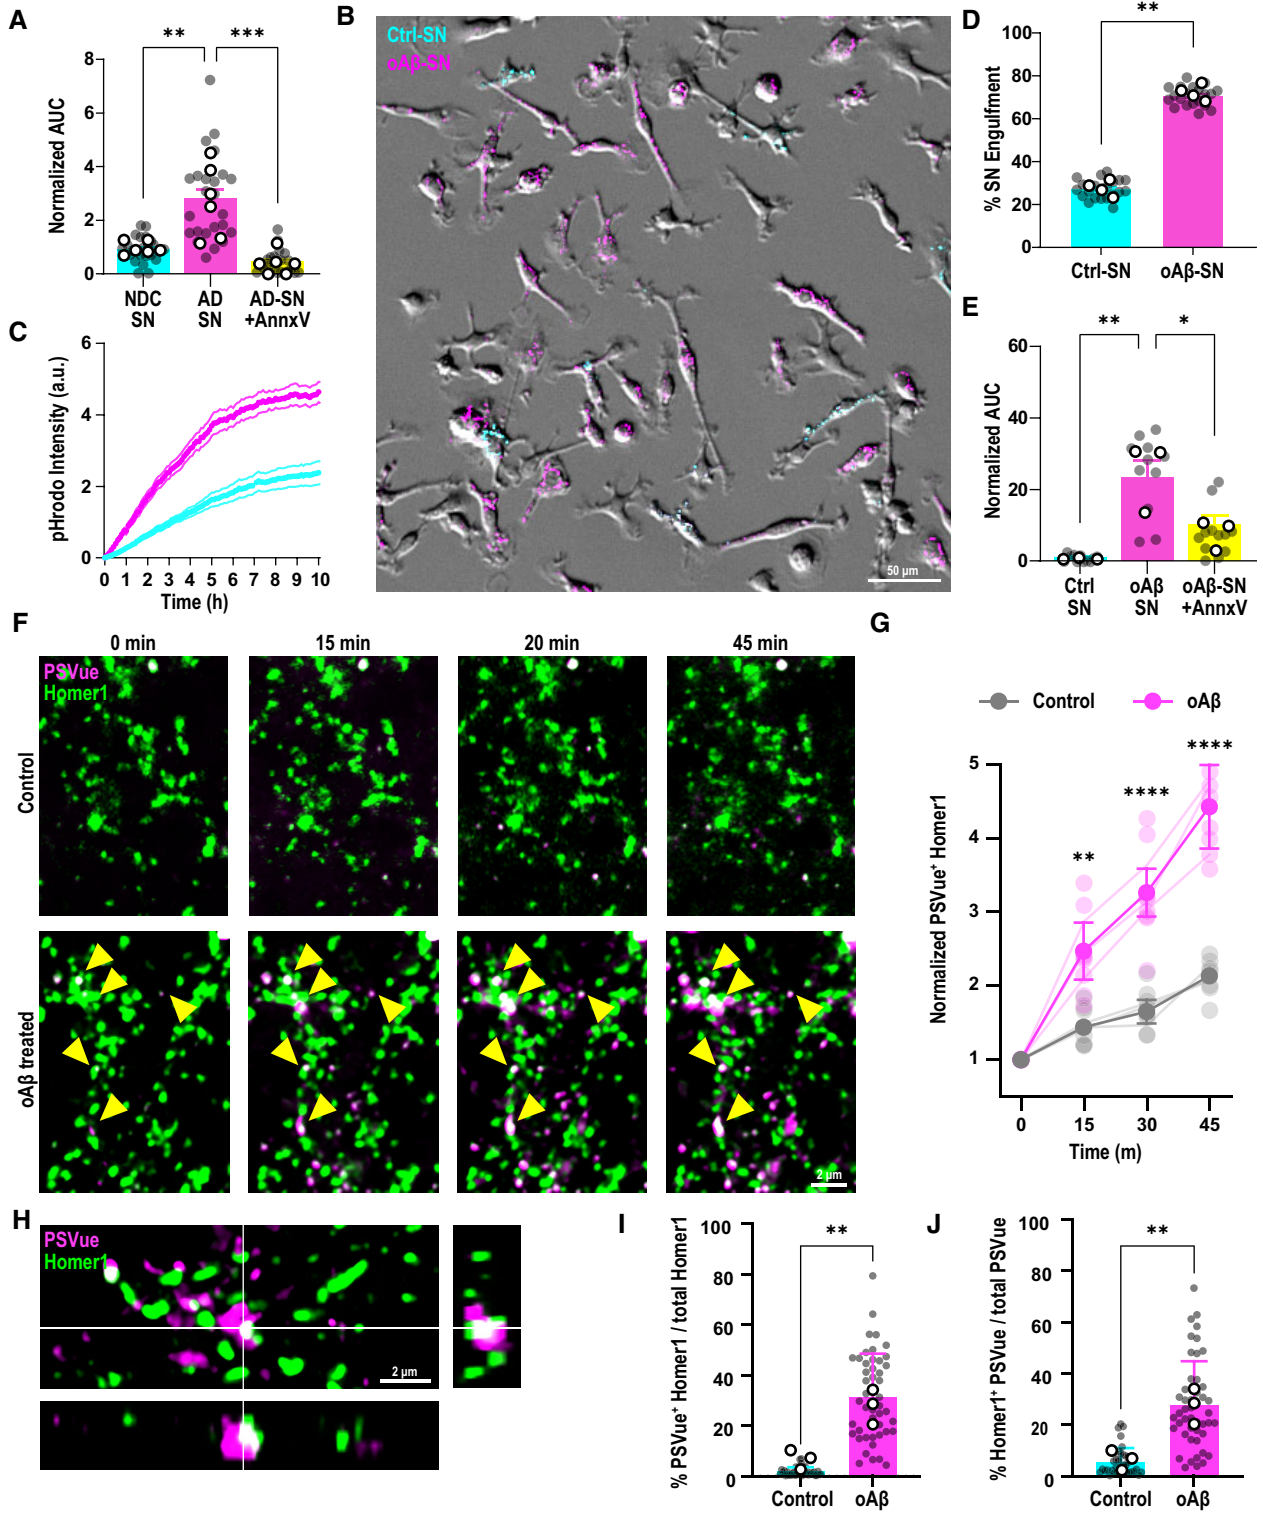 A
** ***
Normalized AUC
8
6
4
2
0
NDC
SN
AD
SN
AD-SN
+AnnxV
B
Ctrl-SN
oAβ-SN
50 µm
C
pHrodo Intensity (a.u.)
6
4
2
0
0 1 2 3 4 5 6 7 8 9 10
Time (h)
D
**
% SN Engulfment
100
80
60
40
20
0
Ctrl-SN oAβ-SN
E
** *
Normalized AUC
60
40
20
0
Ctrl
SN
oAβ
SN
oAβ-SN
+AnnxV
F
0 min 15 min 20 min 45 min
PSVue
Homer1
Control
oAβ treated
2 µm
G
Control oAβ
Normalized PSVue⁺ Homer1
5
4
3
2
1
** **** ****
0 15 30 45
Time (m)
H
PSVue
Homer1
2 µm
I
**
% PSVue⁺ Homer1 / total Homer1
100
80
60
40
20
0
Control oAβ
J
**
% Homer1⁺ PSVue / total PSVue
100
80
60
40
20
0
Control oAβ